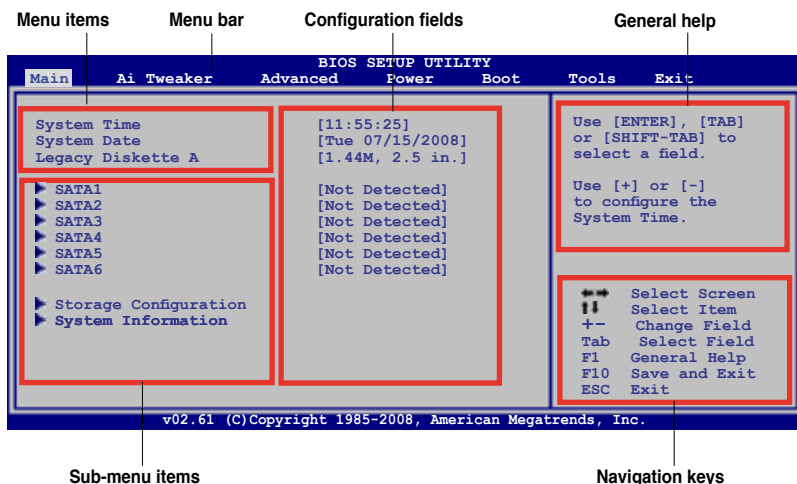 Menu items Menu bar Configuration fields General help
BIOS SETUP UTILITY
Main Ai Tweaker Advanced Power Boot Tools Exit
System Time [11:55:25]
System Date [Tue 07/15/2008]
Legacy Diskette A [1.44M, 2.5 in.]
SATA1 [Not Detected]
SATA2 [Not Detected]
SATA3 [Not Detected]
SATA4 [Not Detected]
SATA5 [Not Detected]
SATA6 [Not Detected]
Storage Configuration
System Information
Use [ENTER], [TAB]
or [SHIFT-TAB] to
select a field.
Use [+] or [-]
to configure the
System Time.
Select Screen
Select Item
+- Change Field
Tab Select Field
F1 General Help
F10 Save and Exit
ESC Exit
v02.61 (C)Copyright 1985-2008, American Megatrends, Inc.
Sub-menu items Navigation keys